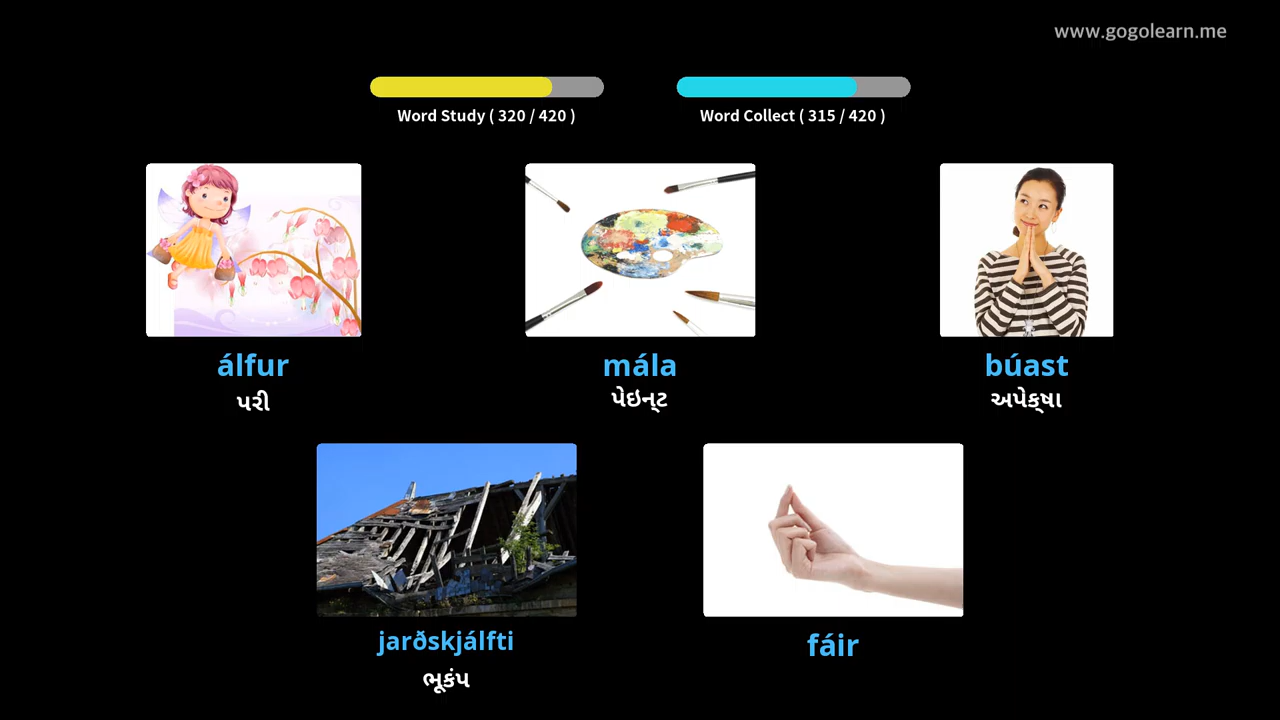 www.gogolearn.me
Word Study ( 320 / 420 )
Word Collect ( 315 / 420 )
álfur
પરી
mála
પેઇન્ટ
búast
અપેક્ષા
jarðskjálfti
ભૂકંપ
fáir